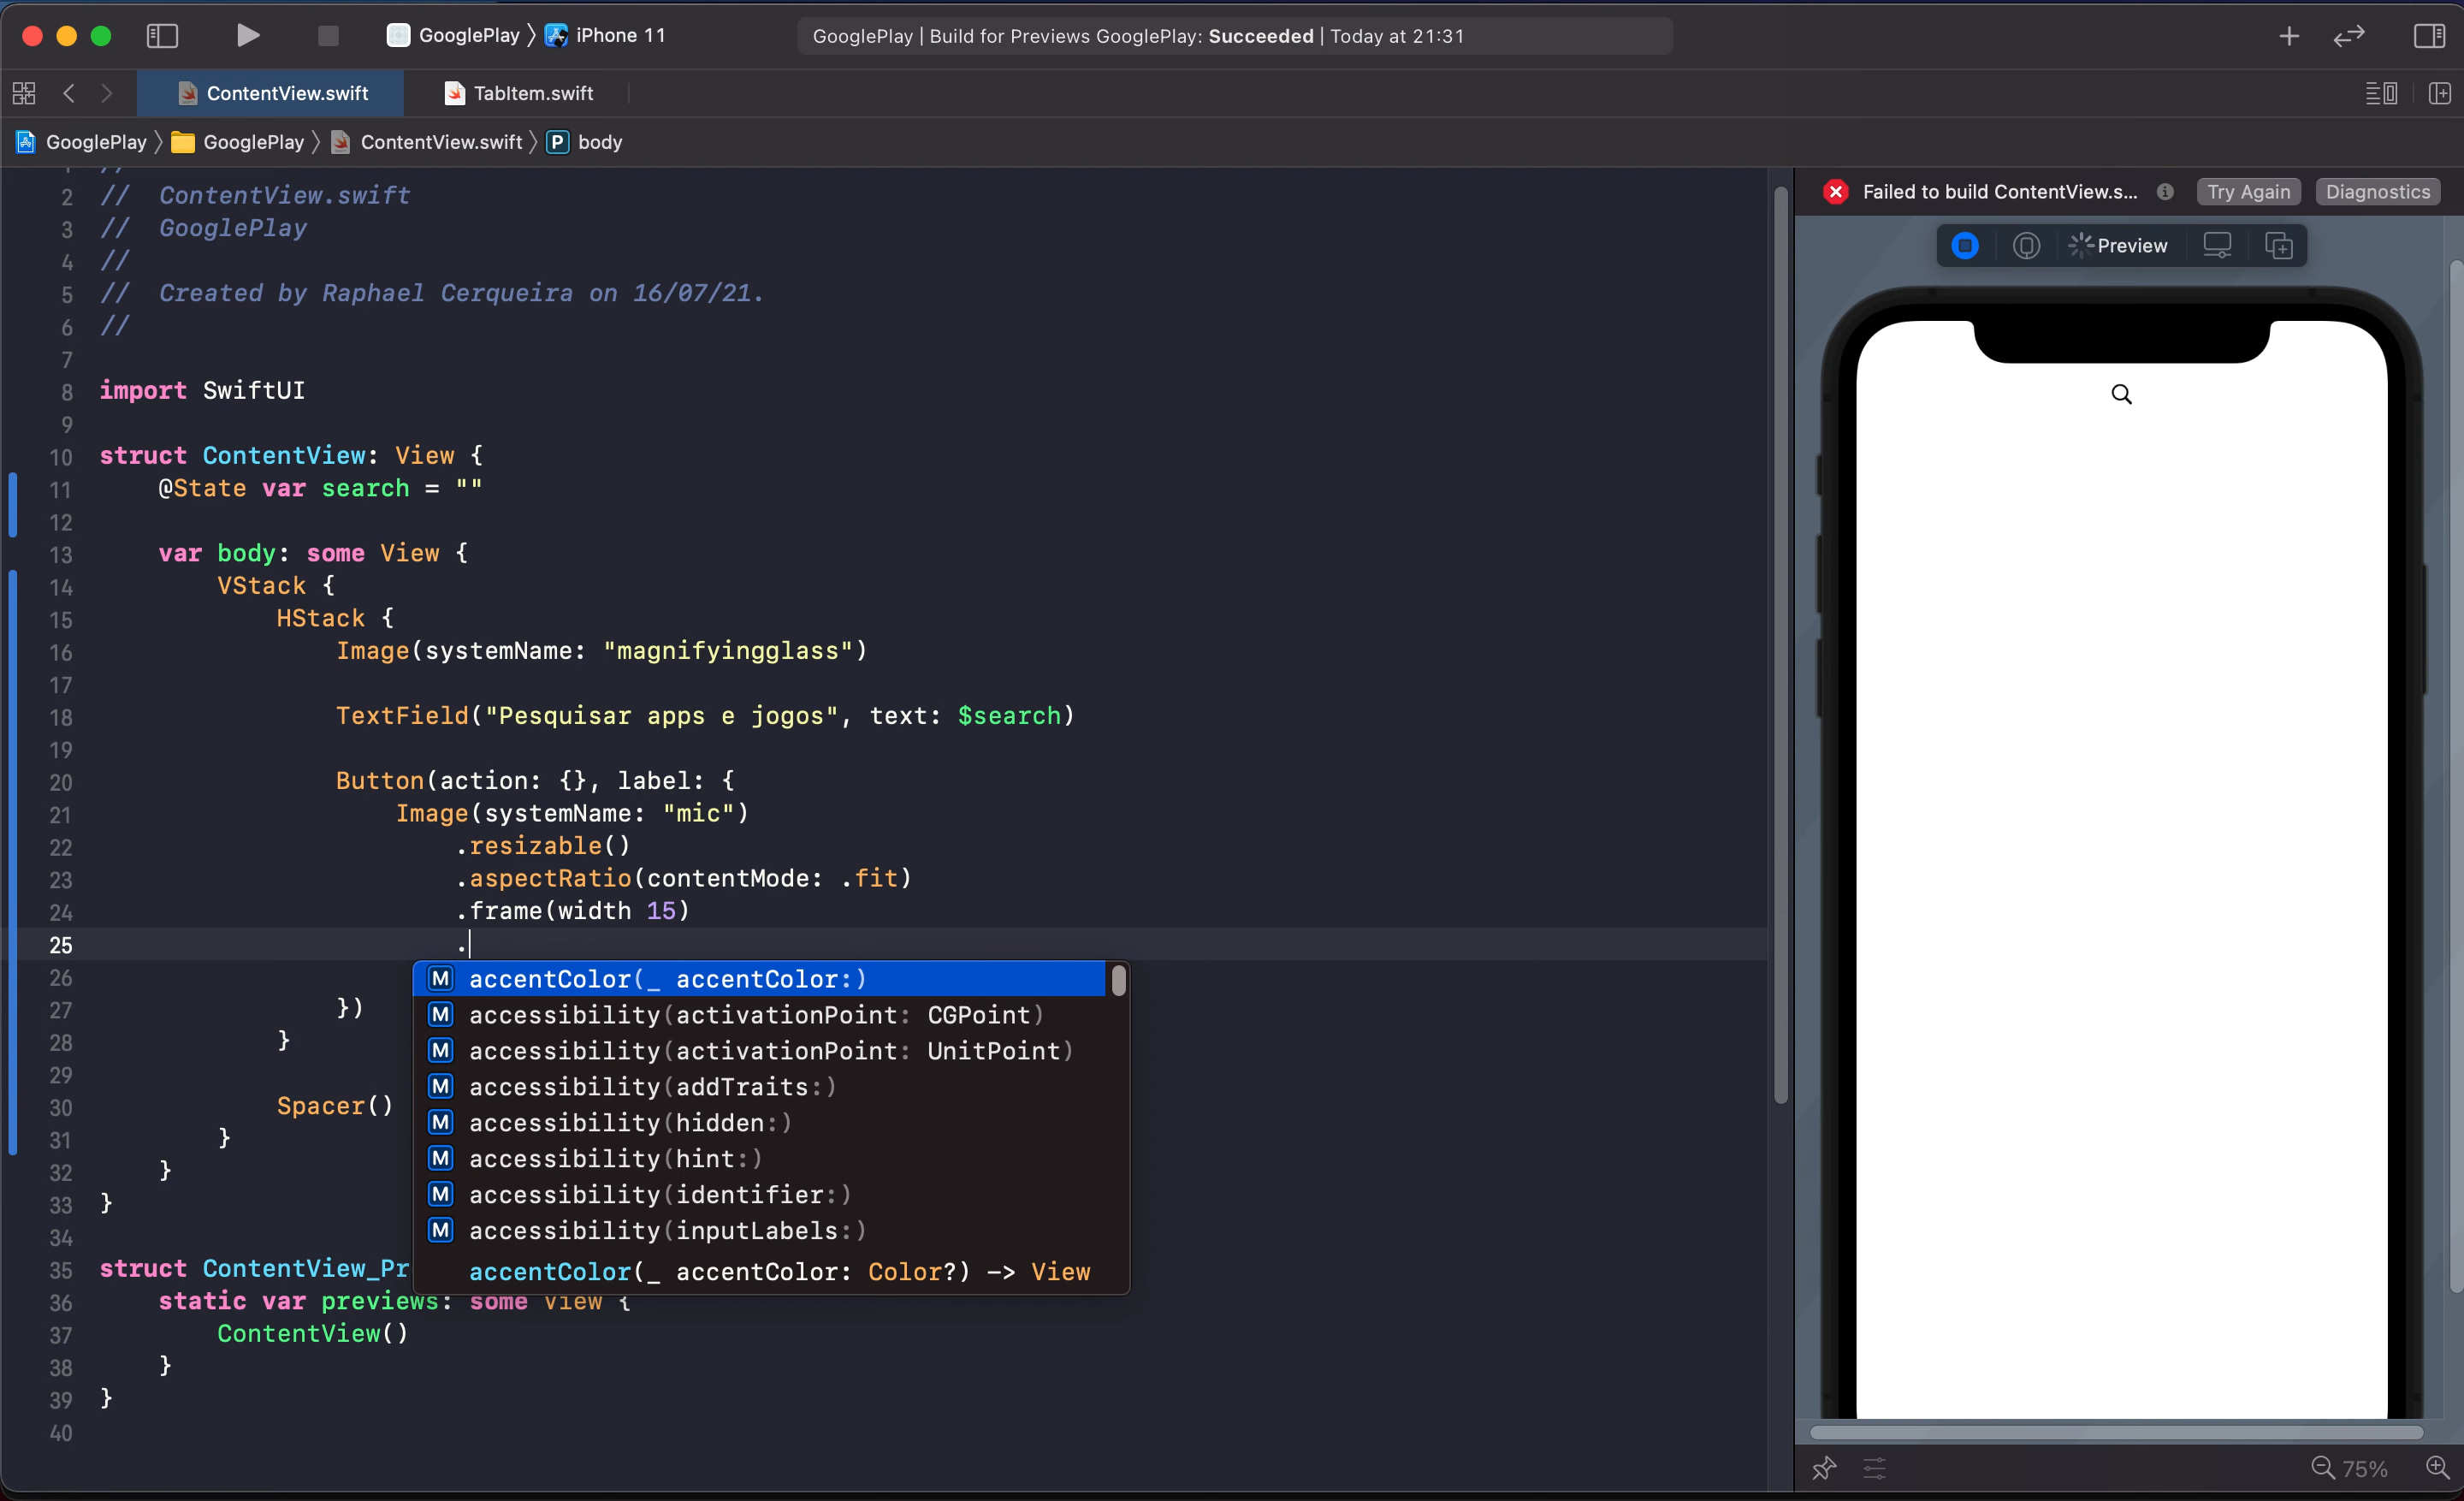 GooglePlay 〉 iPhone 11
GooglePlay | Build for Previews GooglePlay: Succeeded | Today at 21:31
ContentView.swift
TabItem.swift
GooglePlay 〉 GooglePlay 〉 ContentView.swift 〉 P body
1 //
2 //  ContentView.swift
3 //  GooglePlay
4 //
5 //  Created by Raphael Cerqueira on 16/07/21.
6 //
7
8 import SwiftUI
9
10 struct ContentView: View {
11     @State var search = ""
12
13     var body: some View {
14         VStack {
15             HStack {
16                 Image(systemName: "magnifyingglass")
17
18                 TextField("Pesquisar apps e jogos", text: $search)
19
20                 Button(action: {}, label: {
21                     Image(systemName: "mic")
22                         .resizable()
23                         .aspectRatio(contentMode: .fit)
24                         .frame(width 15)
25                         .
26
27                 })
28             }
29
30             Spacer()
31         }
32     }
33 }
34
35 struct ContentView_Pr
36     static var previews: some View {
37         ContentView()
38     }
39 }
40
M accentColor(_ accentColor:)
M accessibility(activationPoint: CGPoint)
M accessibility(activationPoint: UnitPoint)
M accessibility(addTraits:)
M accessibility(hidden:)
M accessibility(hint:)
M accessibility(identifier:)
M accessibility(inputLabels:)
accentColor(_ accentColor: Color?) -> View
Failed to build ContentView.s...
Try Again
Diagnostics
Preview
75%